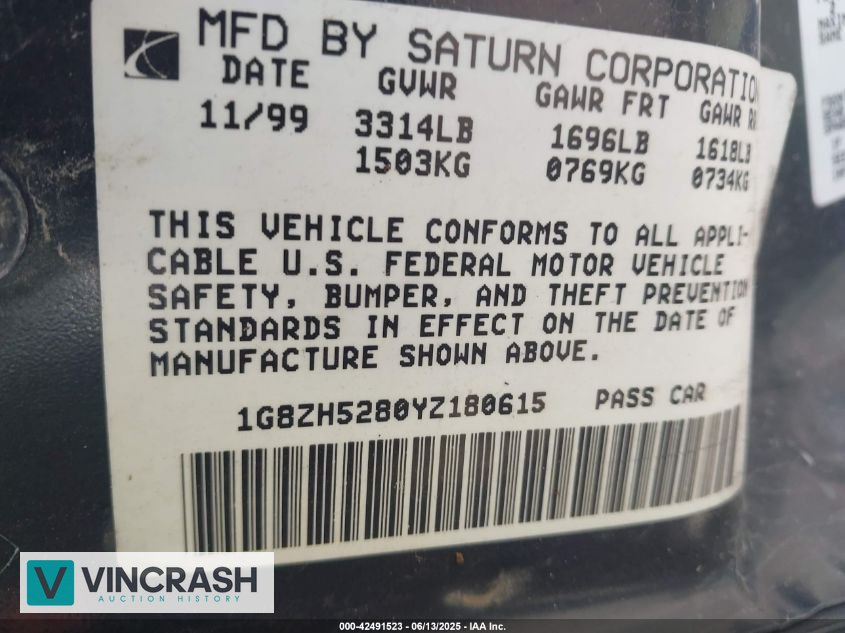 MFD BY SATURN CORPORATION
DATE GVWR GAWR FRT GAWR
11/99 3314LB 1696LB 1618LB
1503KG 0769KG 0734KG
THIS VEHICLE CONFORMS TO ALL APPLI-
CABLE U.S. FEDERAL MOTOR VEHICLE
SAFETY, BUMPER, AND THEFT PREVENTION
STANDARDS IN EFFECT ON THE DATE OF
MANUFACTURE SHOWN ABOVE.
1G8ZH5280YZ180615 PASS CAR
V VINCRASH
AUCTION HISTORY
000-42491523 - 06/13/2025 - IAA Inc.